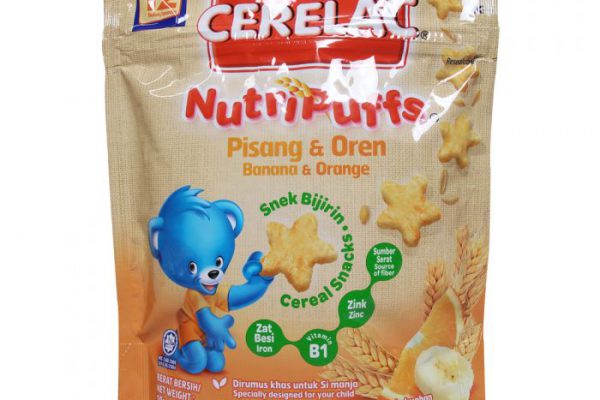 CERELAC®
Resealable
NutriPuffs
Pisang & Oren
Banana & Orange
Snek Bijirin •
Cereal Snacks •
Sumber
Serat
Source
of fiber
Zink
Zinc
Vitamin
B1
Zat
Besi
Iron
BERAT BERSIH/
NET WEIGHT
Dirumus khas untuk Si manja
Specially designed for your child